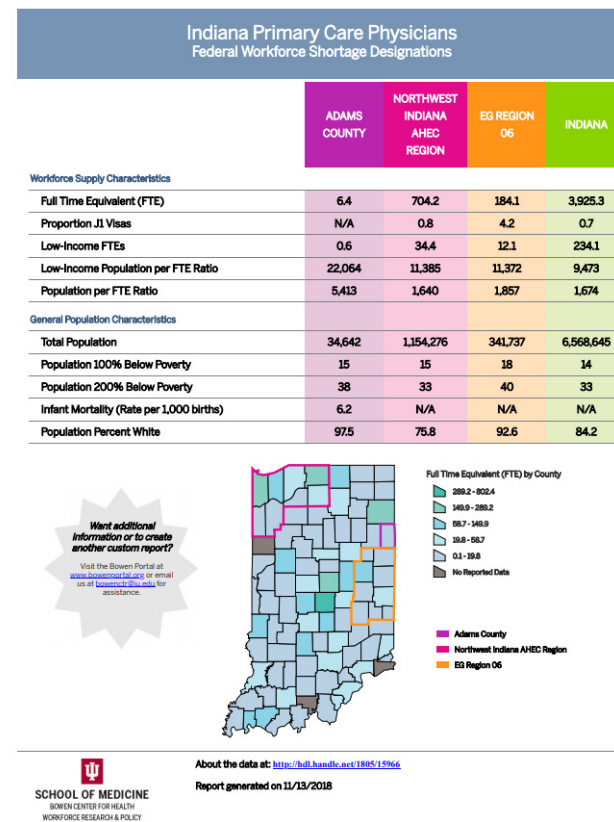 Indiana Primary Care Physicians
Federal Workforce Shortage Designations
ADAMS COUNTY NORTHWEST INDIANA AHEC REGION EG REGION 06 INDIANA
Workforce Supply Characteristics
Full Time Equivalent (FTE) 6.4 704.2 184.1 3,925.3
Proportion J1 Visas N/A 0.8 4.2 0.7
Low-Income FTEs 0.6 34.4 12.1 234.1
Low-Income Population per FTE Ratio 22,064 11,385 11,372 9,473
Population per FTE Ratio 5,413 1,640 1,857 1,674
General Population Characteristics
Total Population 34,642 1,154,276 341,737 6,568,645
Population 100% Below Poverty 15 15 18 14
Population 200% Below Poverty 38 33 40 33
Infant Mortality (Rate per 1,000 births) 6.2 N/A N/A N/A
Population Percent White 97.5 75.8 92.6 84.2
Want additional
information or to create
another custom report?
Visit the Bowen Portal at
www.bowenportal.org or email
us at bowenctr@iu.edu for
assistance.
Full Time Equivalent (FTE) by County
289.2 - 802.4
149.9 - 289.2
58.7 - 149.9
19.8 - 58.7
0.1 - 19.8
No Reported Data
Adams County
Northwest Indiana AHEC Region
EG Region 06
SCHOOL OF MEDICINE
BOWEN CENTER FOR HEALTH
WORKFORCE RESEARCH & POLICY
About the data at: http://hdl.handle.net/1805/15966
Report generated on 11/13/2018